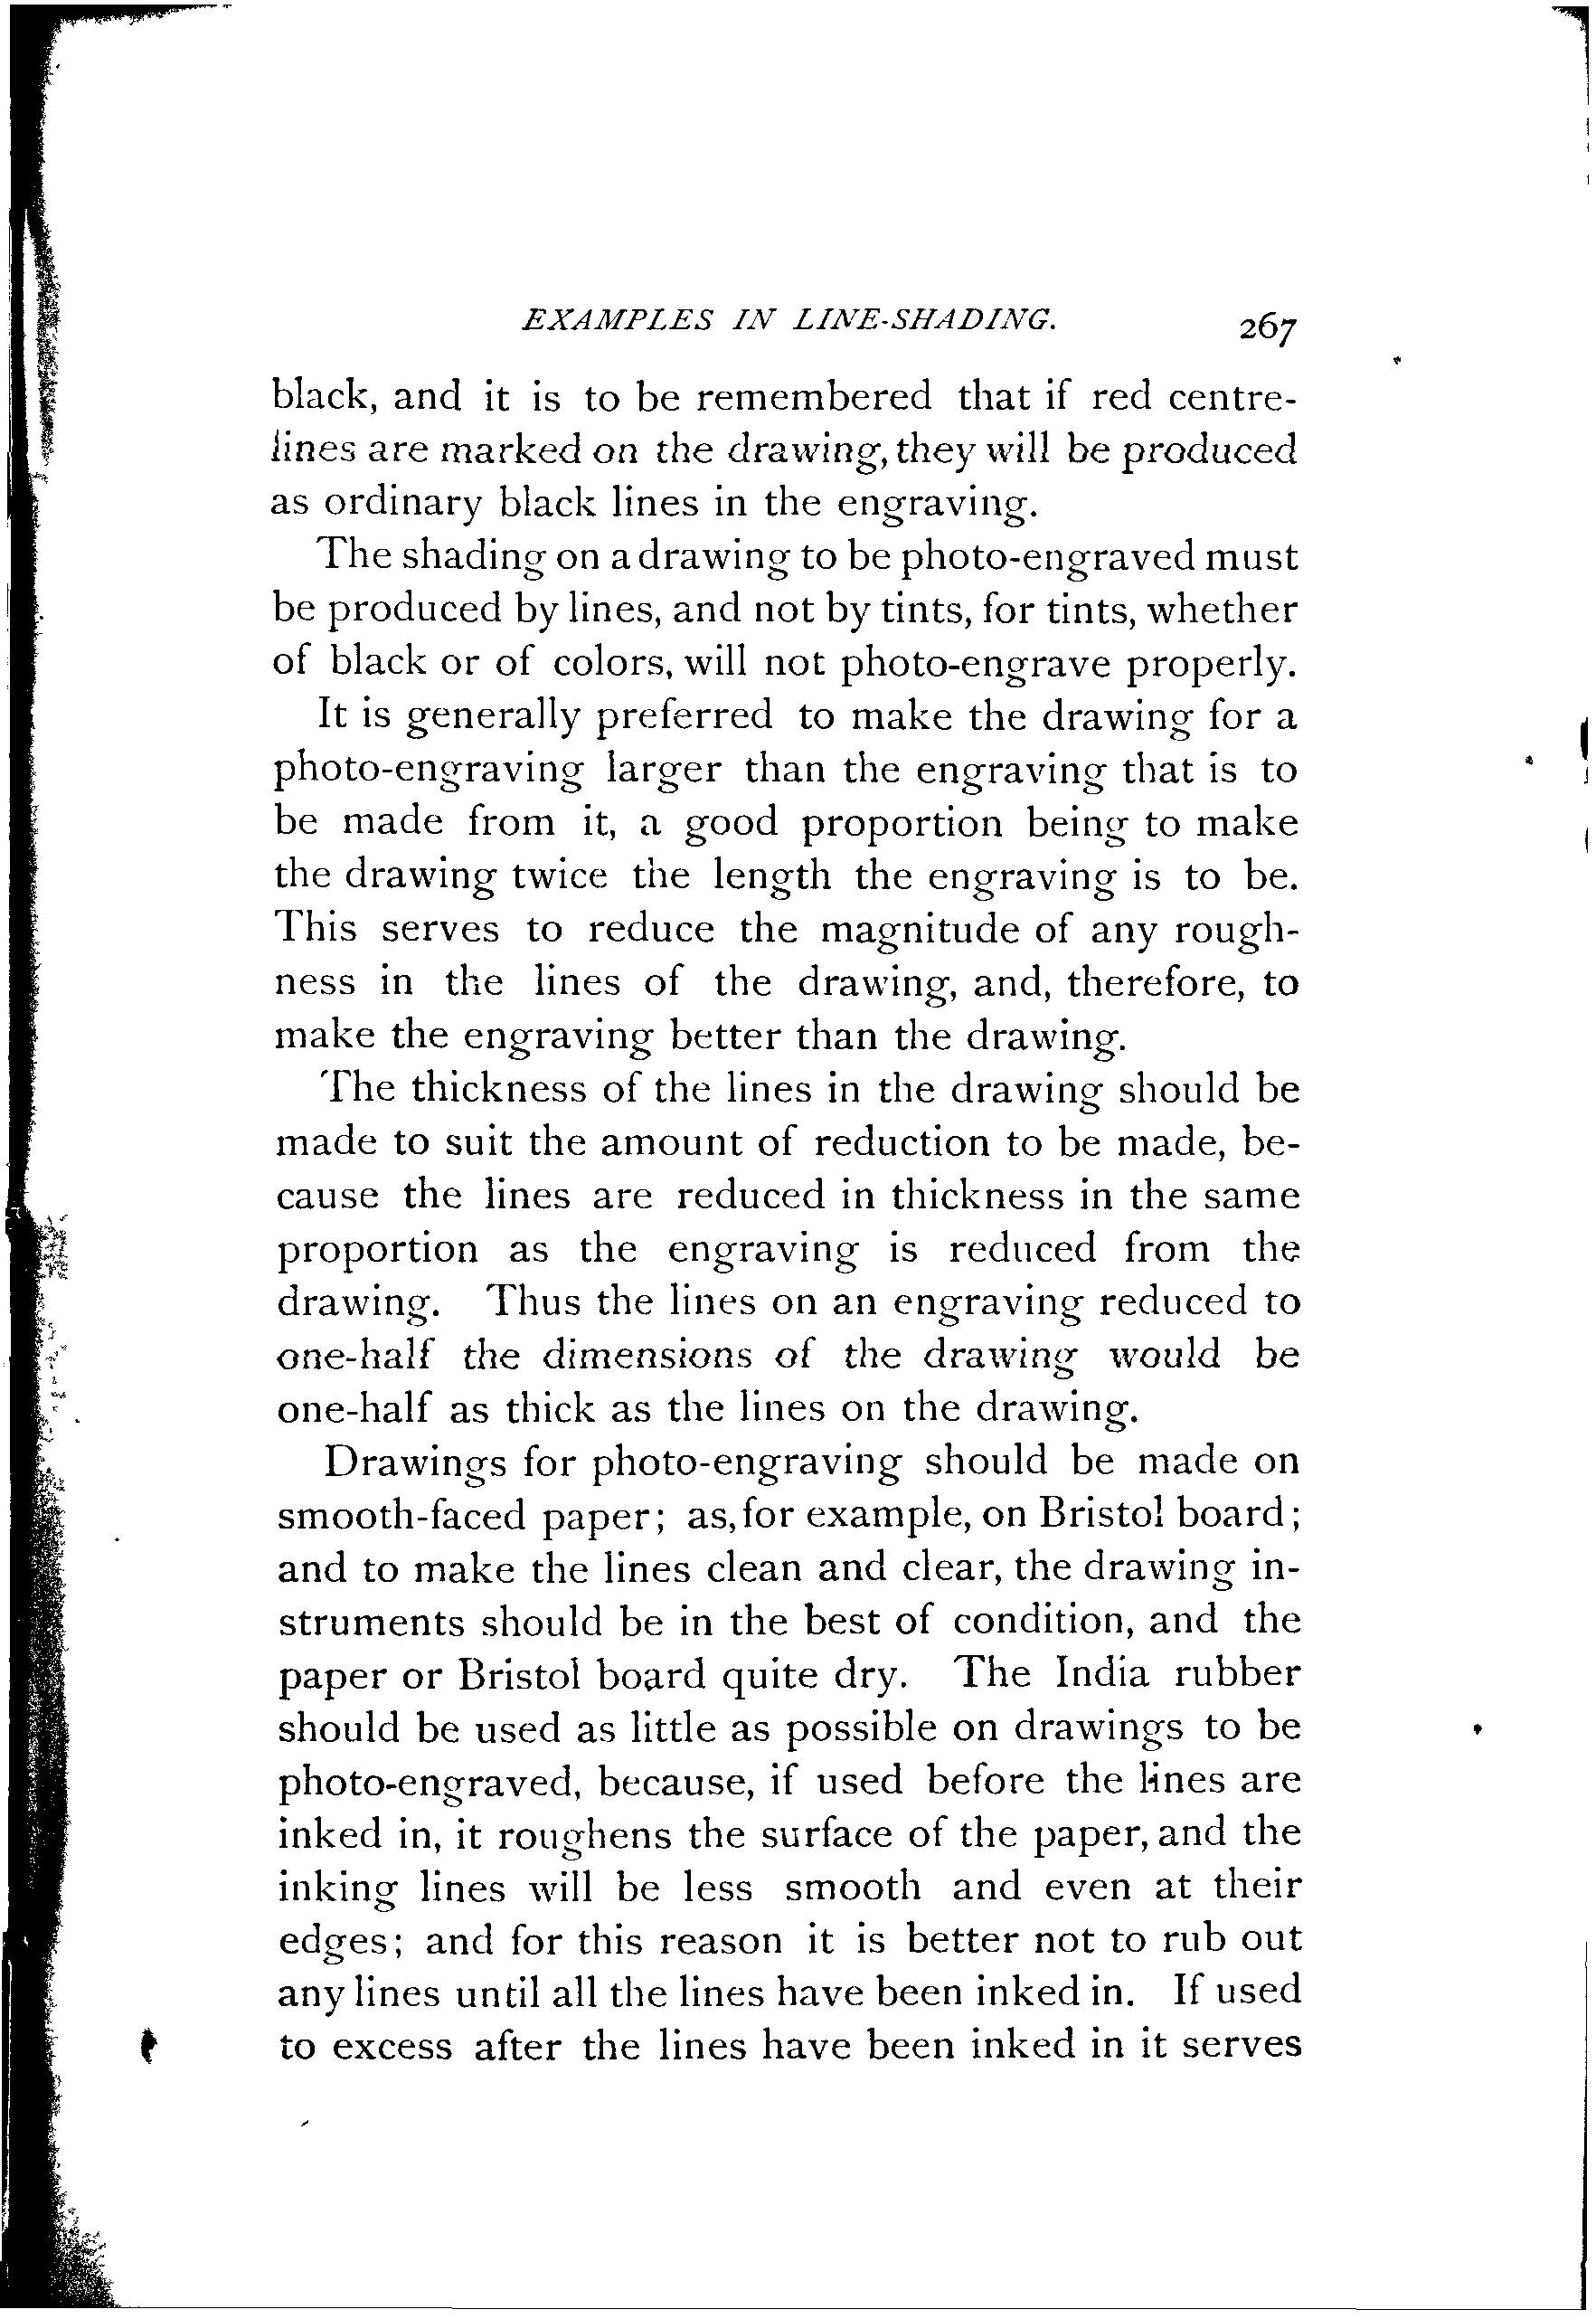 EXAMPLES IN LINE-SHADING. 267
black, and it is to be remembered that if red centre-
lines are marked on the drawing, they will be produced
as ordinary black lines in the engraving.
The shading on a drawing to be photo-engraved must
be produced by lines, and not by tints, for tints, whether
of black or of colors, will not photo-engrave properly.
It is generally preferred to make the drawing for a
photo-engraving larger than the engraving that is to
be made from it, a good proportion being to make
the drawing twice the length the engraving is to be.
This serves to reduce the magnitude of any rough-
ness in the lines of the drawing, and, therefore, to
make the engraving better than the drawing.
The thickness of the lines in the drawing should be
made to suit the amount of reduction to be made, be-
cause the lines are reduced in thickness in the same
proportion as the engraving is reduced from the
drawing. Thus the lines on an engraving reduced to
one-half the dimensions of the drawing would be
one-half as thick as the lines on the drawing.
Drawings for photo-engraving should be made on
smooth-faced paper; as, for example, on Bristol board;
and to make the lines clean and clear, the drawing in-
struments should be in the best of condition, and the
paper or Bristol board quite dry. The India rubber
should be used as little as possible on drawings to be
photo-engraved, because, if used before the lines are
inked in, it roughens the surface of the paper, and the
inking lines will be less smooth and even at their
edges; and for this reason it is better not to rub out
any lines until all the lines have been inked in. If used
to excess after the lines have been inked in it serves